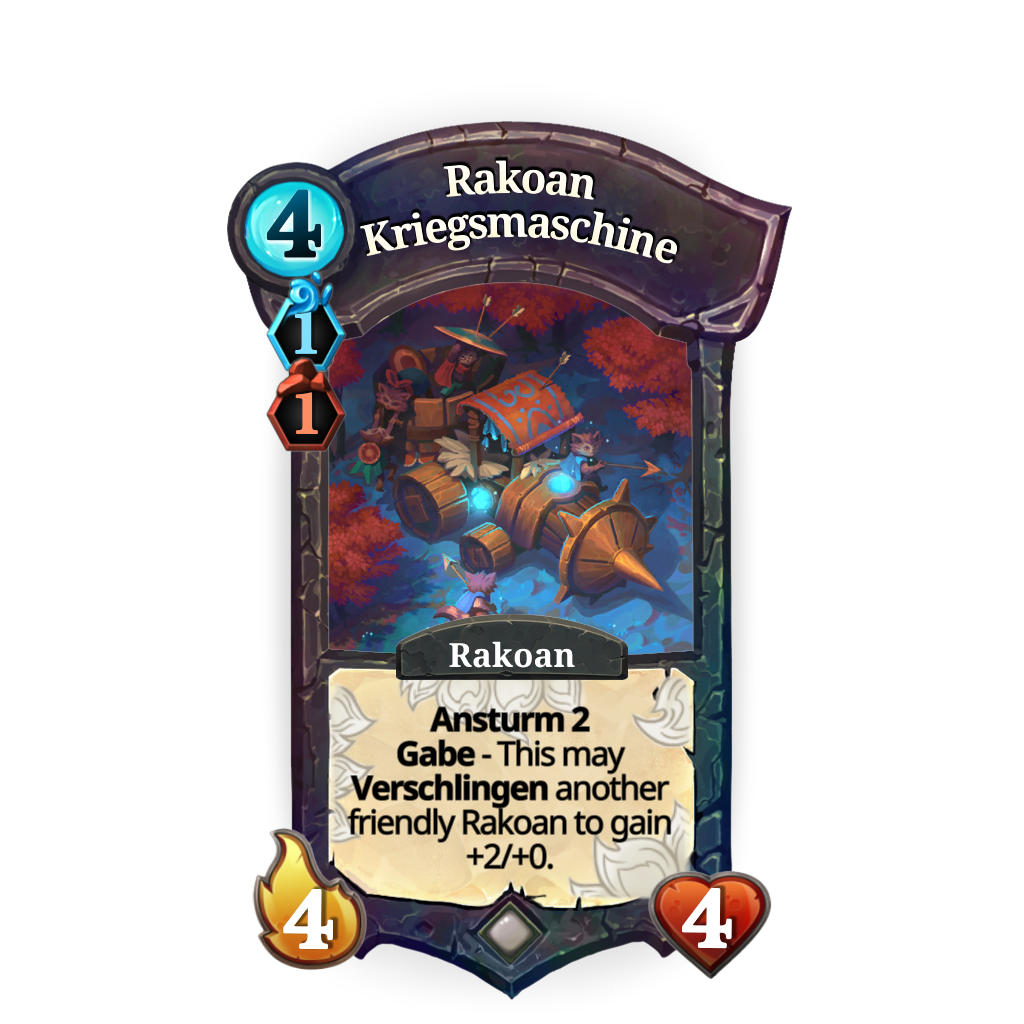 4
Rakoan
Kriegsmaschine
1
1
Rakoan
Ansturm 2
Gabe - This may
Verschlingen another
friendly Rakoan to gain
+2/+0.
4
4